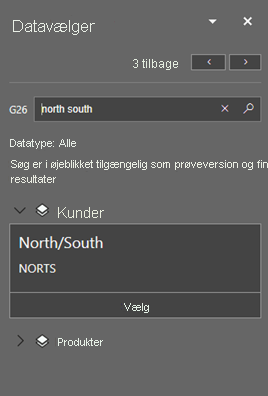 Datavælger
3 tilbage
G26 north south
Datatype: Alle
Søg er i øjeblikket tilgængelig som prøveversion og fin
resultater
Kunder
North/South
NORTS
Vælg
Produkter